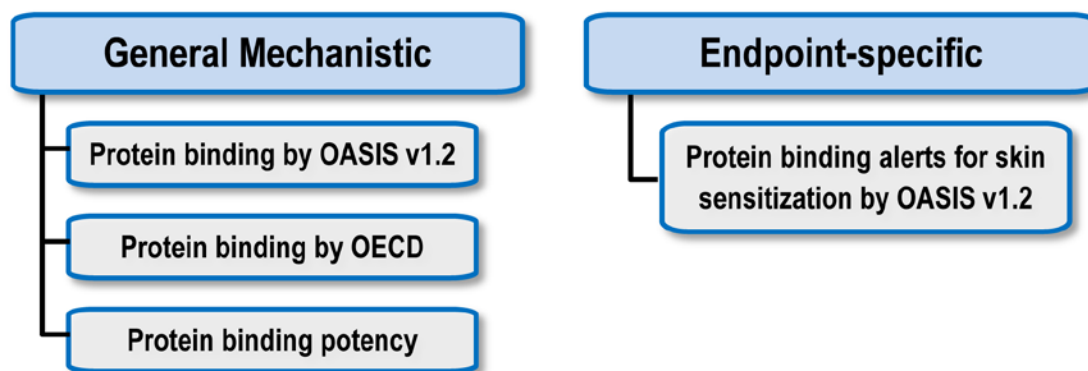 General Mechanistic
Protein binding by OASIS v1.2
Protein binding by OECD
Protein binding potency
Endpoint-specific
Protein binding alerts for skin
sensitization by OASIS v1.2